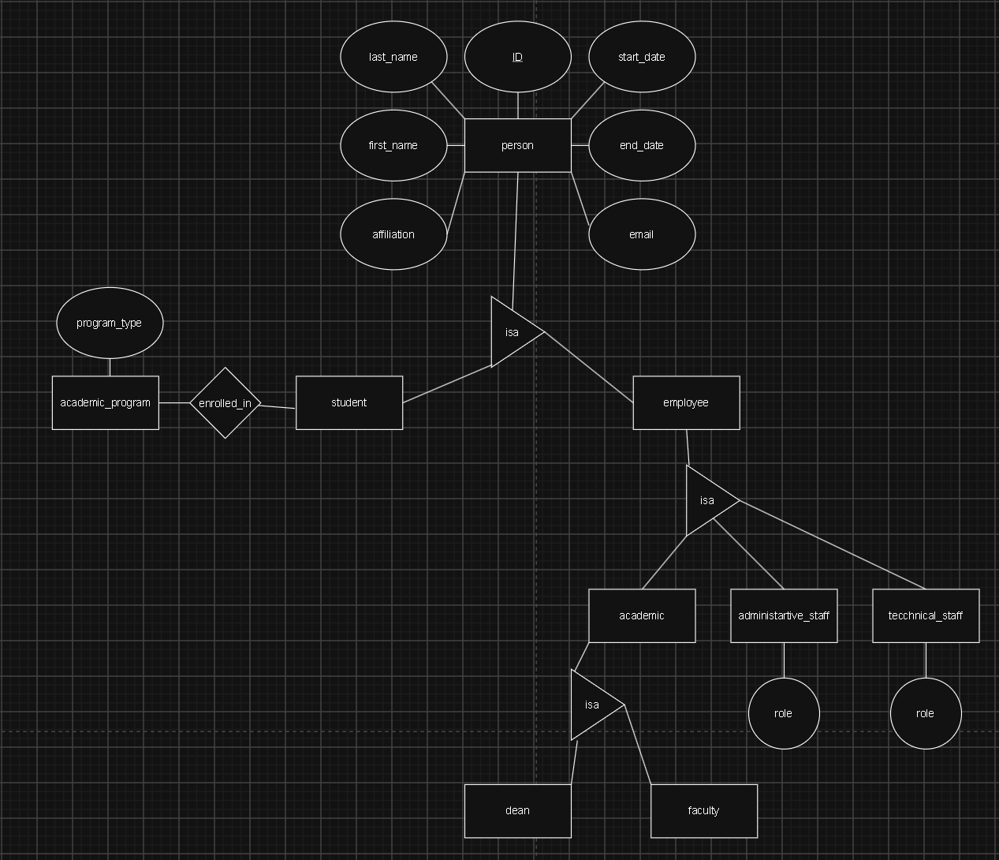 last_name
ID
start_date
first_name
person
end_date
affiliation
email
program_type
isa
academic_program
enrolled_in
student
employee
isa
academic
administartive_staff
tecchnical_staff
isa
role
role
dean
faculty